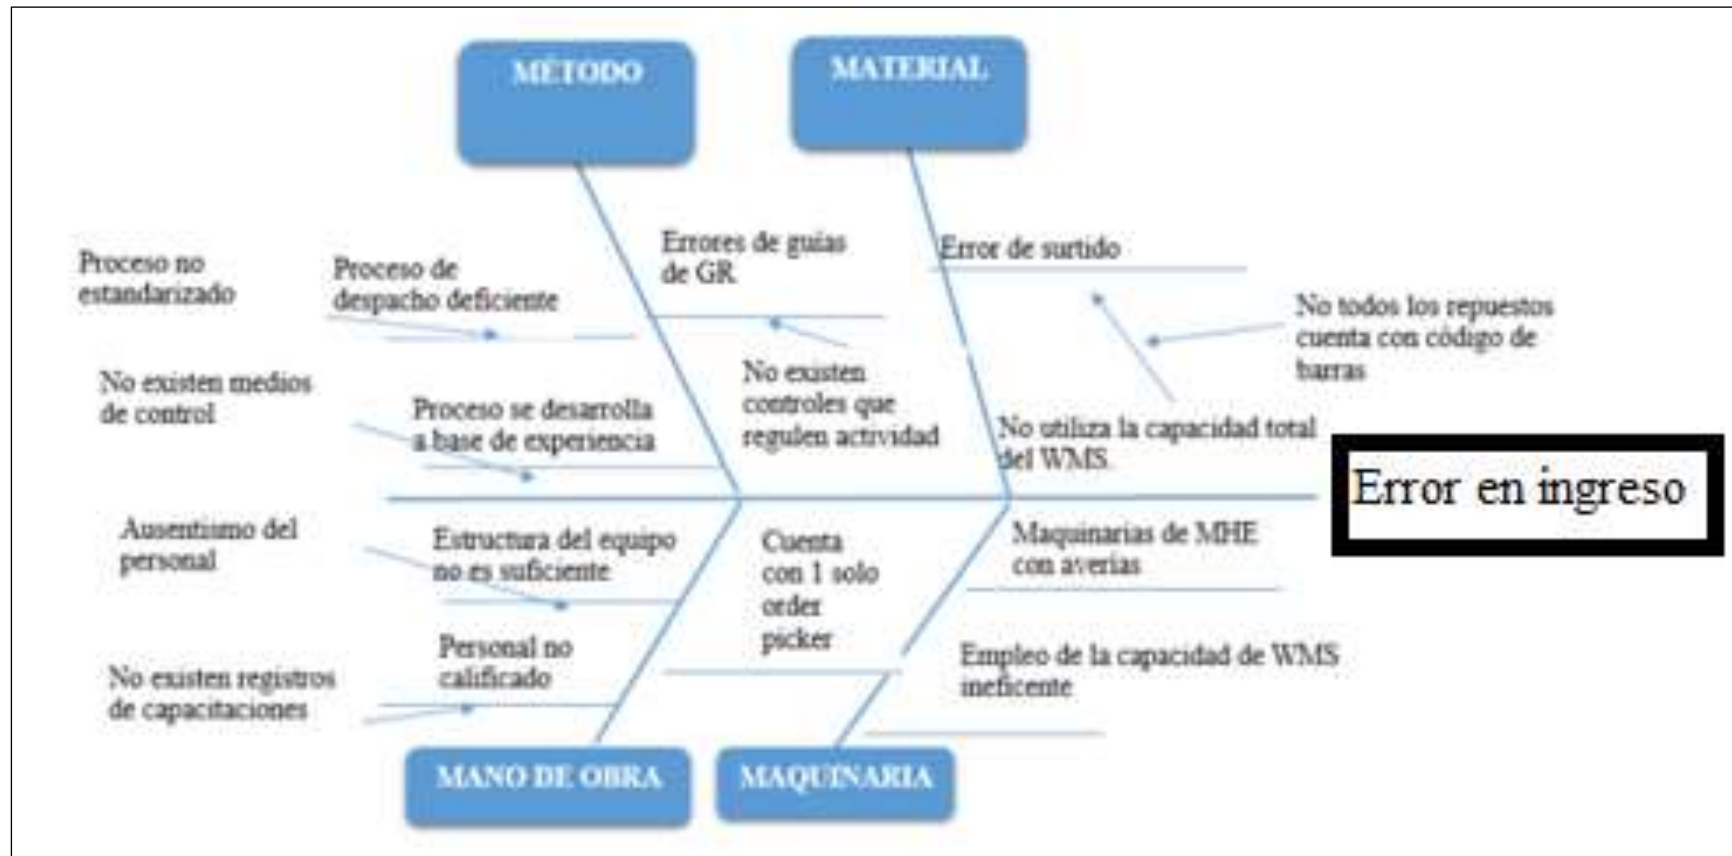 MÉTODO
MATERIAL
Proceso no
estandarizado
Proceso de
despacho deficiente
Errores de guías
de GR
Error de surtido
No todos los repuestos
cuenta con código de
barras
No existen medios
de control
Proceso se desarrolla
a base de experiencia
No existen
controles que
regulen actividad
No utiliza la capacidad total
del WMS.
Error en ingreso
Ausentismo del
personal
Estructura del equipo
no es suficiente
Cuenta
con 1 solo
order
picker
Maquinarias de MHE
con averías
No existen registros
de capacitaciones
Personal no
calificado
Empleo de la capacidad de WMS
ineficente
MANO DE OBRA
MAQUINARIA